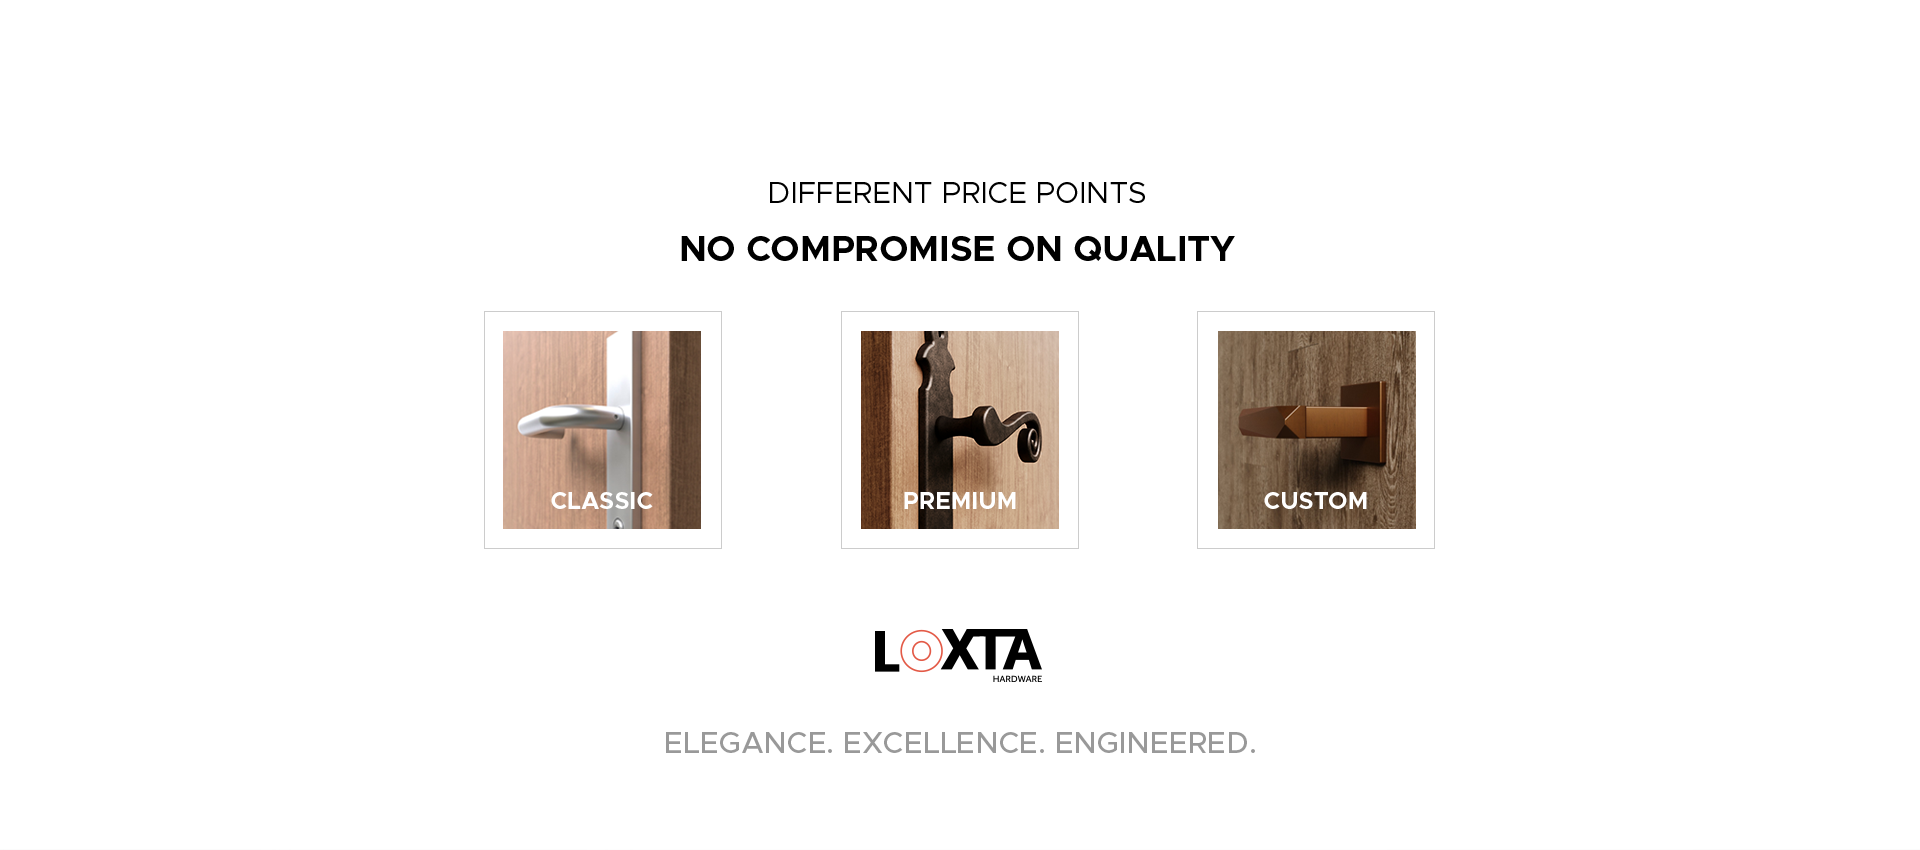 DIFFERENT PRICE POINTS
NO COMPROMISE ON QUALITY
CLASSIC
PREMIUM
CUSTOM
LOXTA
HARDWARE
ELEGANCE. EXCELLENCE. ENGINEERED.